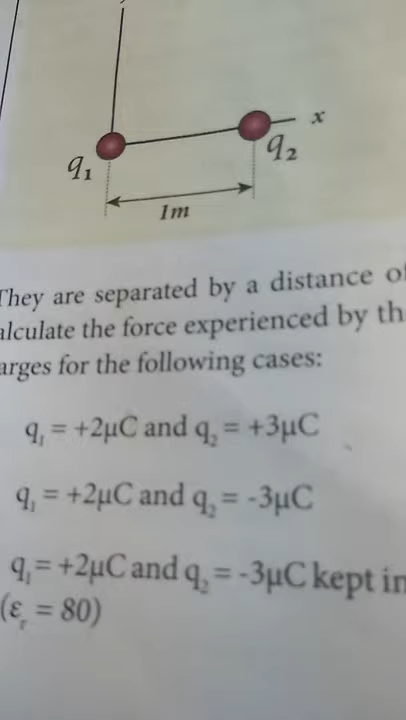 x
q₁
q₂
1m
They are separated by a distance of
alculate the force experienced by th
arges for the following cases:
q₁ = +2μC and q₂ = +3μC
q₁ = +2μC and q₂ = -3μC
q₁ = +2μC and q₂ = -3μC kept in
(εᵣ = 80)